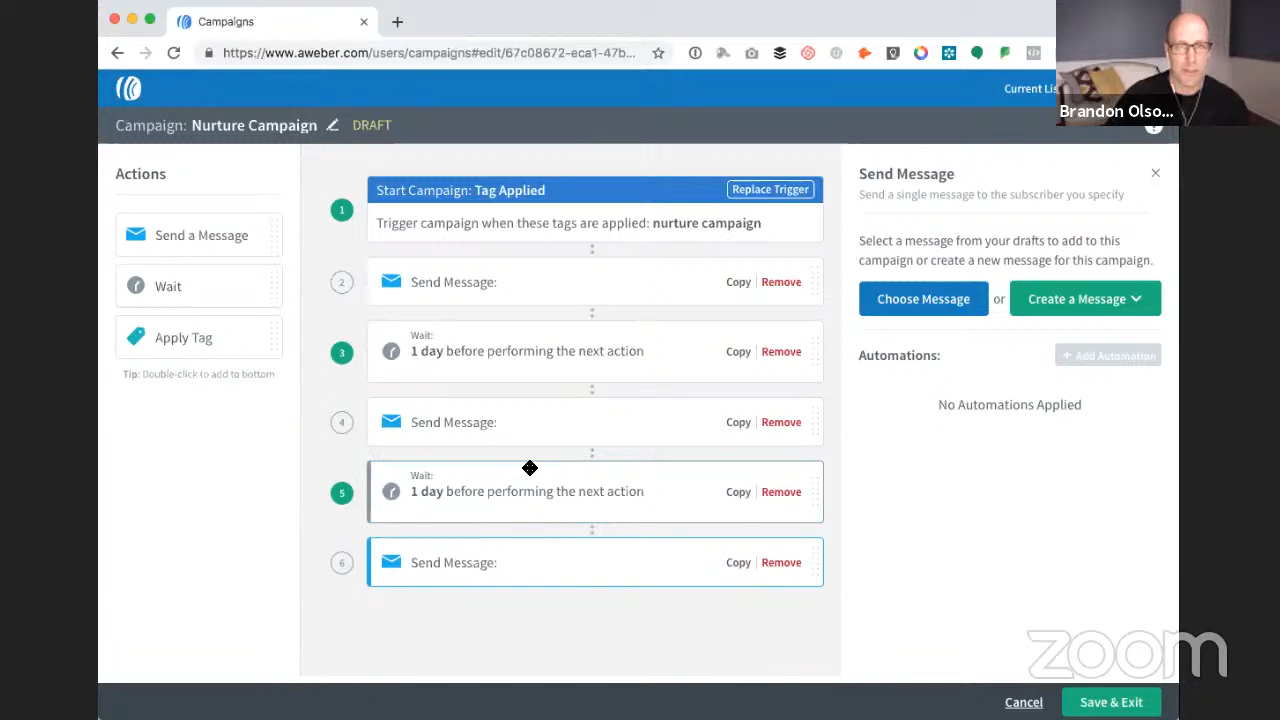 Campaigns
https://www.aweber.com/users/campaigns#edit/67c08672-eca1-47b...
Current Lis
Brandon Olso...
Campaign: Nurture Campaign DRAFT
Actions
Send a Message
Wait
Apply Tag
Tip: Double-click to add to bottom
1
Start Campaign: Tag Applied Replace Trigger
Trigger campaign when these tags are applied: nurture campaign
2
Send Message: Copy Remove
3
Wait:
1 day before performing the next action Copy Remove
4
Send Message: Copy Remove
5
Wait:
1 day before performing the next action Copy Remove
6
Send Message: Copy Remove
Send Message
Send a single message to the subscriber you specify
Select a message from your drafts to add to this
campaign or create a new message for this campaign.
Choose Message or Create a Message
Automations: + Add Automation
No Automations Applied
zoom
Cancel Save & Exit